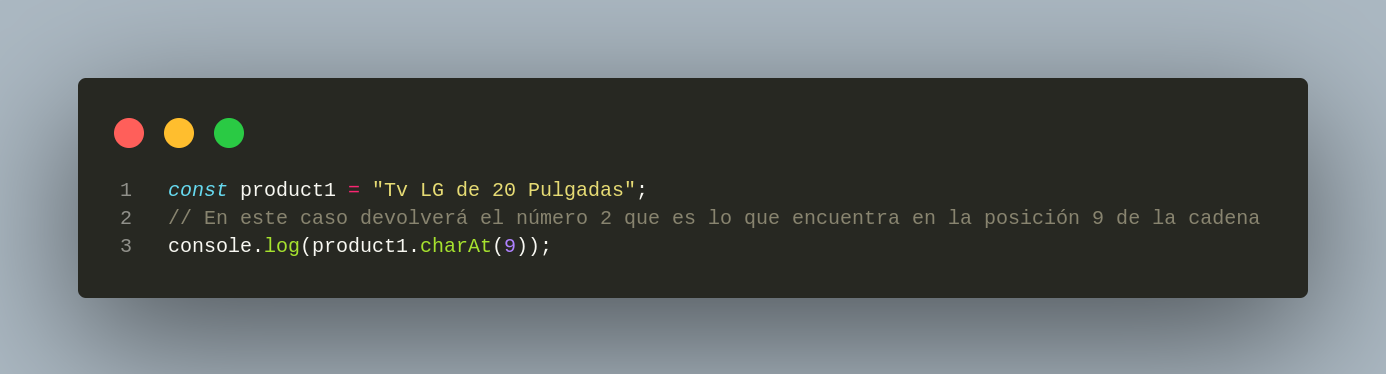 1 const product1 = "Tv LG de 20 Pulgadas";
2 // En este caso devolverá el número 2 que es lo que encuentra en la posición 9 de la cadena
3 console.log(product1.charAt(9));